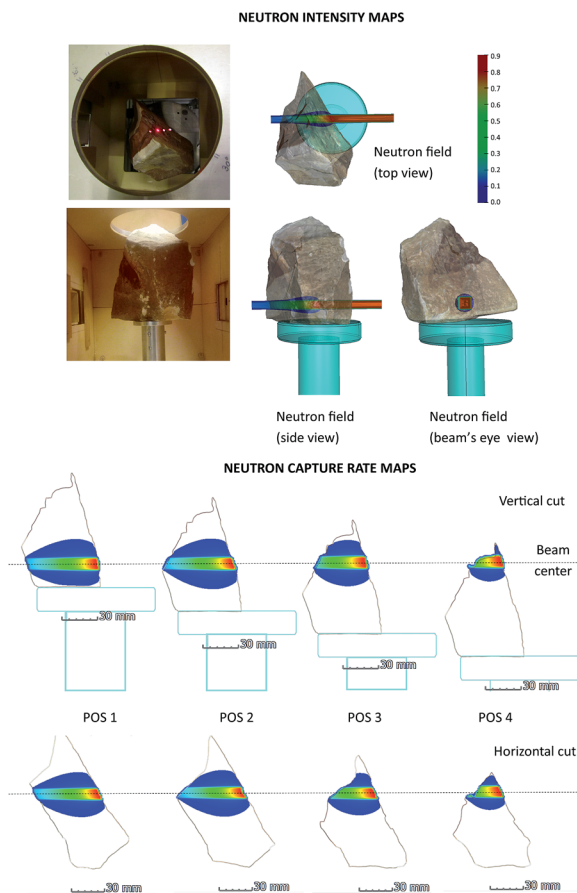 NEUTRON INTENSITY MAPS
0.9
0.8
0.7
0.6
0.5
0.4
0.3
0.2
0.1
0.0
Neutron field
(top view)
Neutron field
(side view)
Neutron field
(beam's eye view)
NEUTRON CAPTURE RATE MAPS
Vertical cut
Beam
center
30 mm
30 mm
30 mm
30 mm
POS 1
POS 2
POS 3
POS 4
Horizontal cut
30 mm
30 mm
30 mm
30 mm